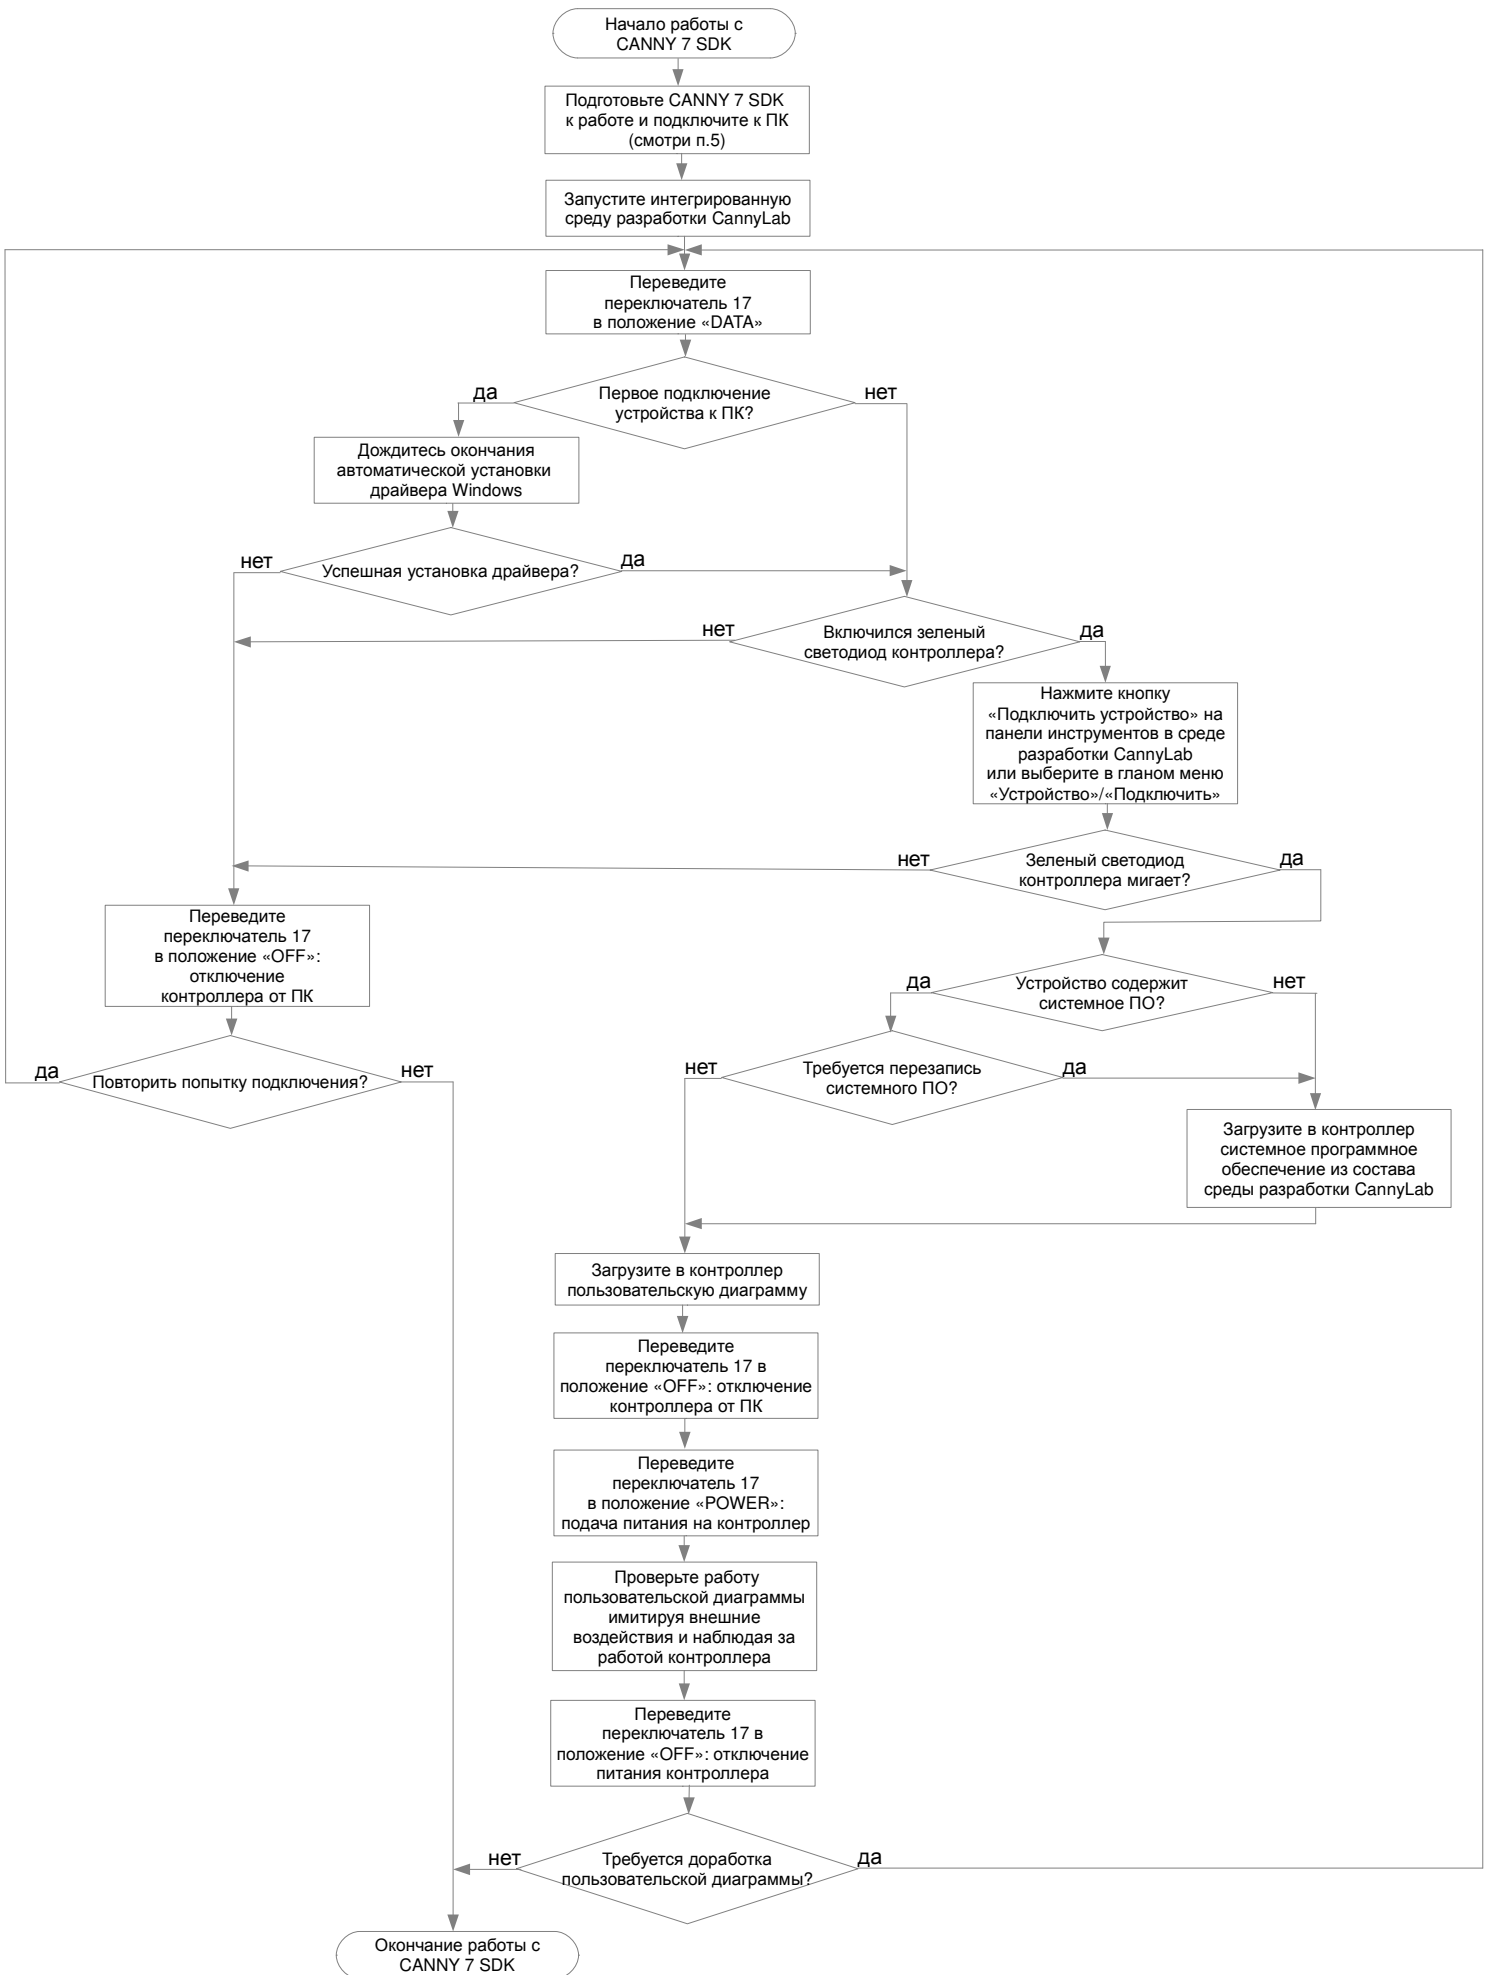 Начало работы с
CANNY 7 SDK
Подготовьте CANNY 7 SDK
к работе и подключите к ПК
(смотри п.5)
Запустите интегрированную
среду разработки CannyLab
Переведите
переключатель 17
в положение «DATA»
да
Первое подключение
устройства к ПК?
нет
Дождитесь окончания
автоматической установки
драйвера Windows
нет
Успешная установка драйвера?
да
нет
Включился зеленый
светодиод контроллера?
да
Нажмите кнопку
«Подключить устройство» на
панели инструментов в среде
разработки CannyLab
или выберите в гланом меню
«Устройство»/«Подключить»
нет
Зеленый светодиод
контроллера мигает?
да
Переведите
переключатель 17
в положение «OFF»:
отключение
контроллера от ПК
да
Устройство содержит
системное ПО?
нет
да
Повторить попытку подключения?
нет
нет
Требуется перезапись
системного ПО?
да
Загрузите в контроллер
системное программное
обеспечение из состава
среды разработки CannyLab
Загрузите в контроллер
пользовательскую диаграмму
Переведите
переключатель 17 в
положение «OFF»: отключение
контроллера от ПК
Переведите
переключатель 17
в положение «POWER»:
подача питания на контроллер
Проверьте работу
пользовательской диаграммы
имитируя внешние
воздействия и наблюдая за
работой контроллера
Переведите
переключатель 17 в
положение «OFF»: отключение
питания контроллера
нет
Требуется доработка
пользовательской диаграммы?
да
Окончание работы с
CANNY 7 SDK